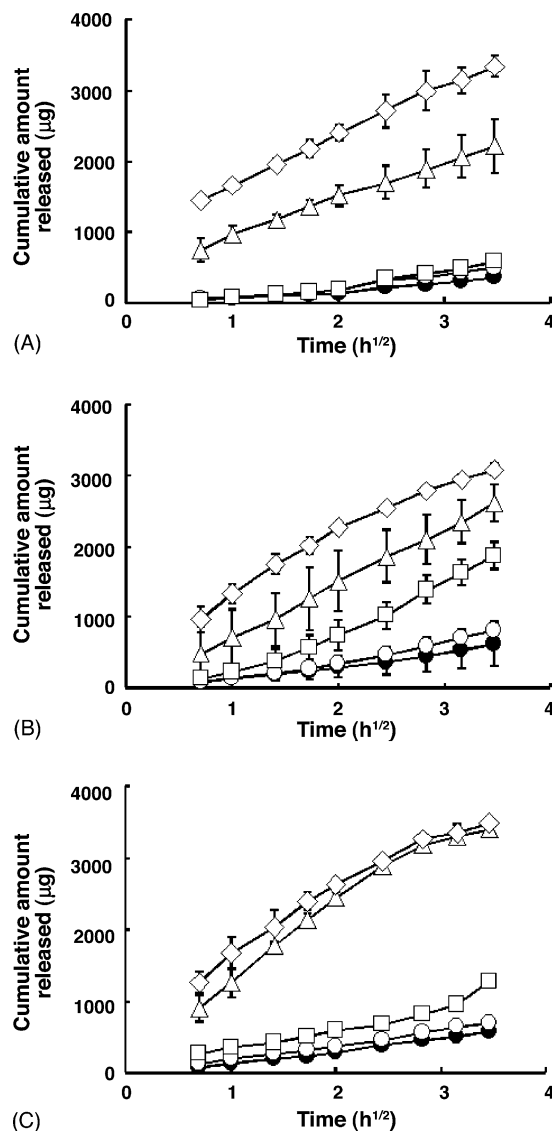 4000
3000
2000
1000
0
Cumulative amount
released (μg)
0
1
2
3
4
Time (h1/2)
(A)
4000
3000
2000
1000
0
Cumulative amount
released (μg)
0
1
2
3
4
Time (h1/2)
(B)
4000
3000
2000
1000
0
Cumulative amount
released (μg)
0
1
2
3
4
Time (h1/2)
(C)